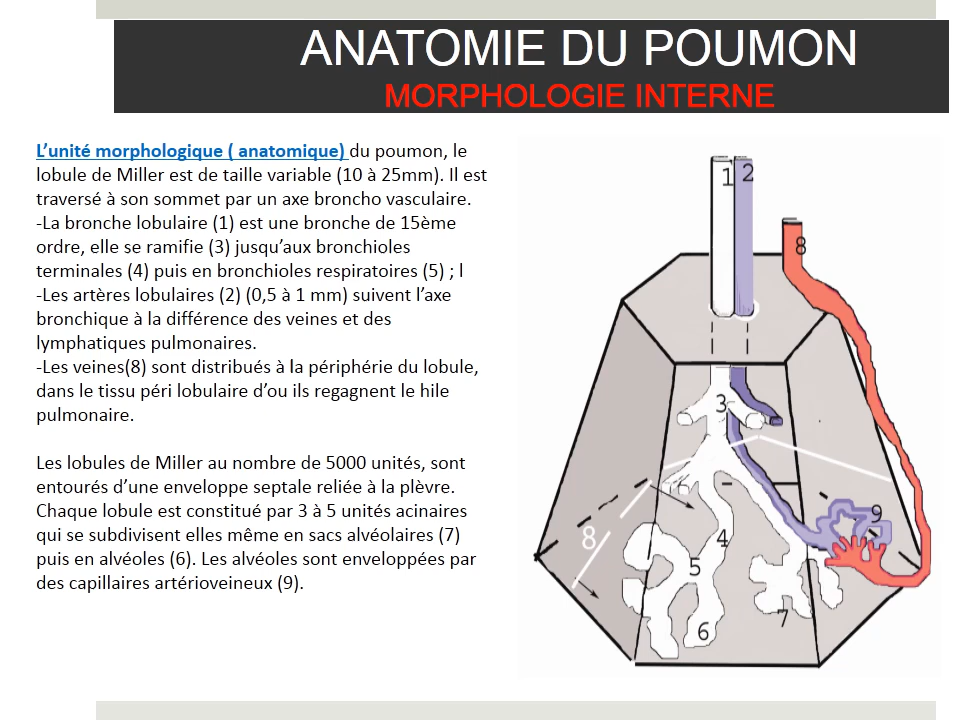 ANATOMIE DU POUMON
MORPHOLOGIE INTERNE
L’unité morphologique ( anatomique) du poumon, le
lobule de Miller est de taille variable (10 à 25mm). Il est
traversé à son sommet par un axe broncho vasculaire.
-La bronche lobulaire (1) est une bronche de 15ème
ordre, elle se ramifie (3) jusqu’aux bronchioles
terminales (4) puis en bronchioles respiratoires (5) ; l
-Les artères lobulaires (2) (0,5 à 1 mm) suivent l’axe
bronchique à la différence des veines et des
lymphatiques pulmonaires.
-Les veines(8) sont distribués à la périphérie du lobule,
dans le tissu péri lobulaire d’ou ils regagnent le hile
pulmonaire.
Les lobules de Miller au nombre de 5000 unités, sont
entourés d’une enveloppe septale reliée à la plèvre.
Chaque lobule est constitué par 3 à 5 unités acinaires
qui se subdivisent elles même en sacs alvéolaires (7)
puis en alvéoles (6). Les alvéoles sont enveloppées par
des capillaires artérioveineux (9).
1
2
8
3
9
8
4
5
7
6